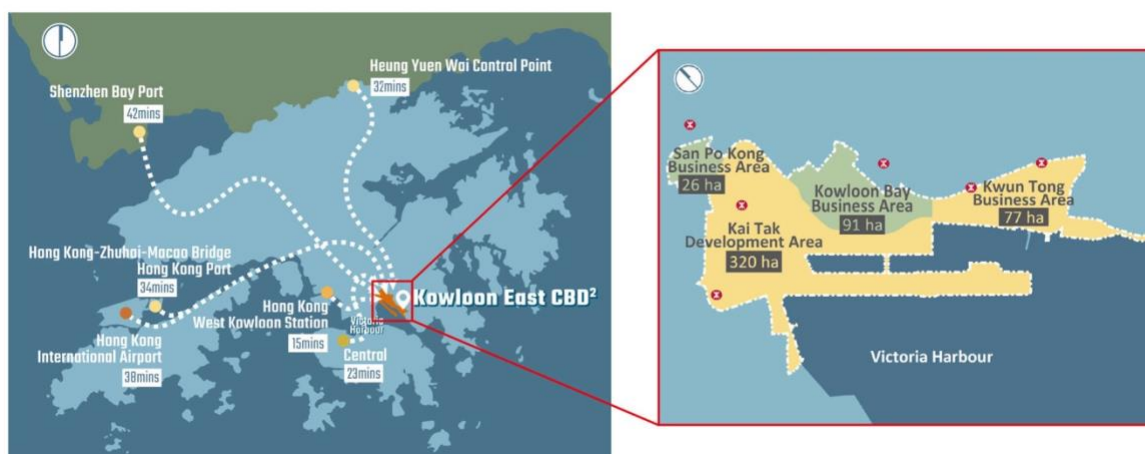 Heung Yuen Wai Control Point
32mins
Shenzhen Bay Port
42mins
Hong Kong-Zhuhai-Macao Bridge
Hong Kong Port
34mins
Hong Kong
International Airport
38mins
Hong Kong
West Kowloon Station
15mins
Victoria
Harbour
Central
23mins
Kowloon East CBD²
San Po Kong
Business Area
26 ha
Kowloon Bay
Business Area
91 ha
Kwun Tong
Business Area
77 ha
Kai Tak
Development Area
320 ha
Victoria Harbour